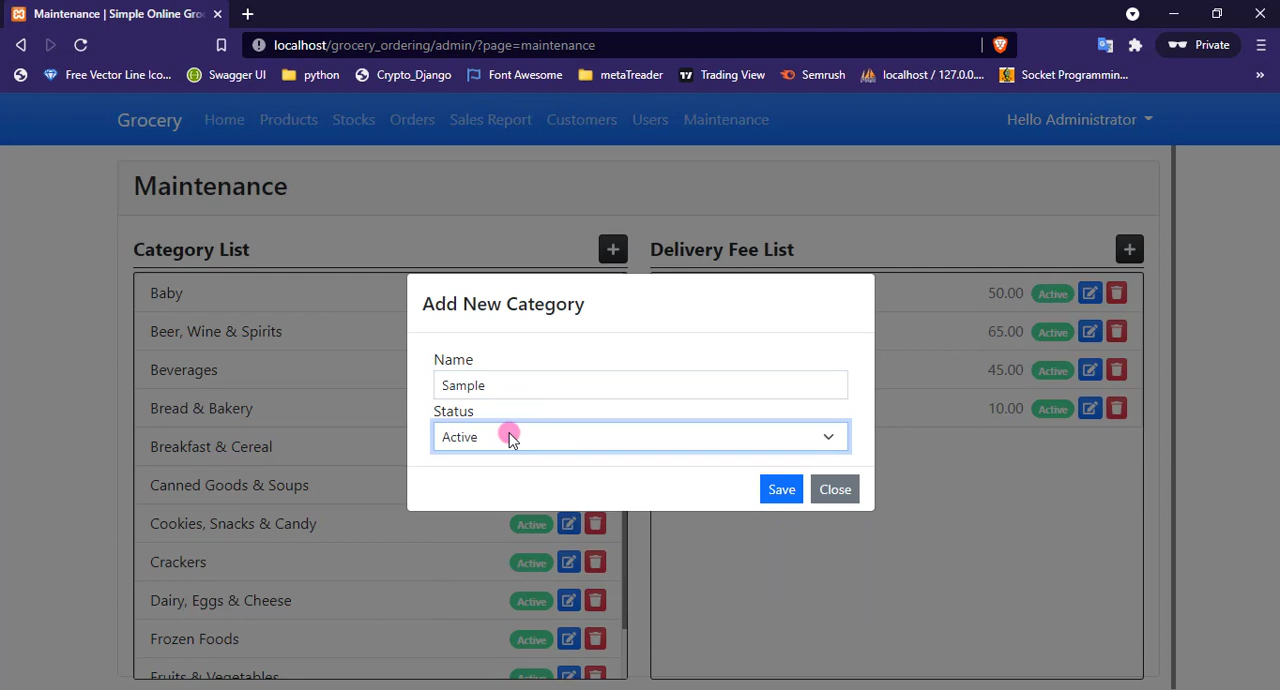 Maintenance | Simple Online Gro
localhost/grocery_ordering/admin/?page=maintenance
Private
Free Vector Line Ico... Swagger UI python Crypto_Django Font Awesome metaTreader Trading View Semrush localhost / 127.0.0.... Socket Programmin... »
Grocery Home Products Stocks Orders Sales Report Customers Users Maintenance Hello Administrator
Maintenance
Category List +
Delivery Fee List +
Baby
Beer, Wine & Spirits
Beverages
Bread & Bakery
Breakfast & Cereal
Canned Goods & Soups
Cookies, Snacks & Candy Active
Crackers Active
Dairy, Eggs & Cheese Active
Frozen Foods Active
Fruits & Vegetables Active
50.00 Active
65.00 Active
45.00 Active
10.00 Active
Add New Category
Name
Sample
Status
Active
Save Close